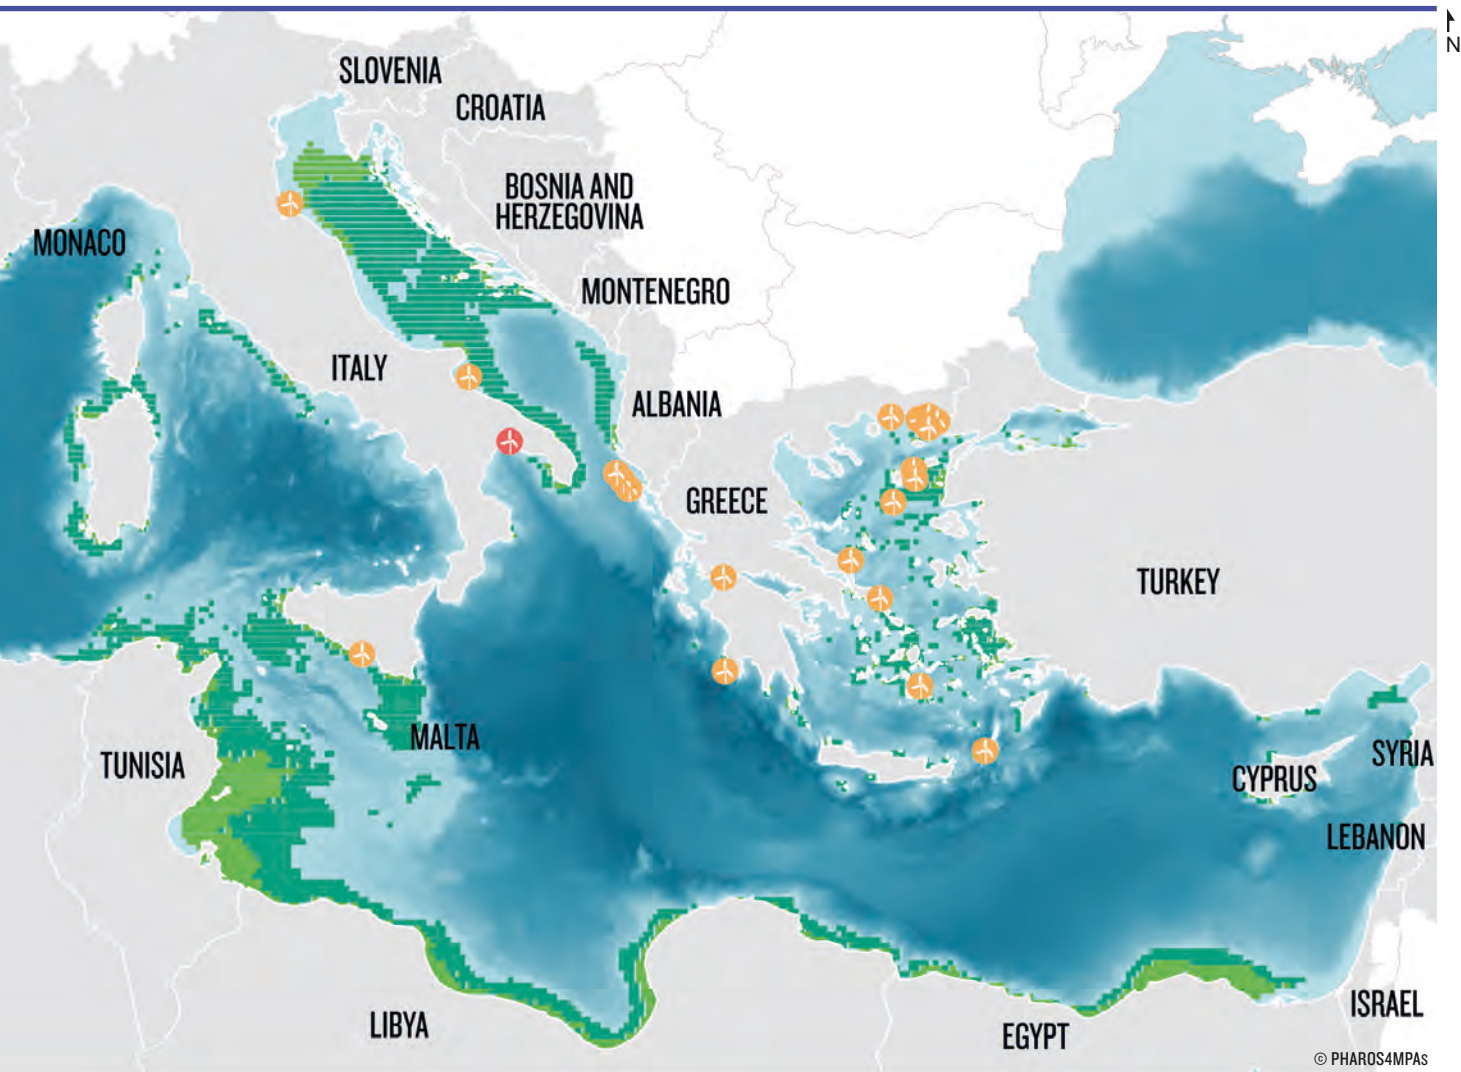 N
SLOVENIA
CROATIA
BOSNIA AND
HERZEGOVINA
MONACO
MONTENEGRO
ITALY
ALBANIA
GREECE
TURKEY
MALTA
TUNISIA
SYRIA
CYPRUS
LEBANON
ISRAEL
LIBYA
EGYPT
© PHAROS4MPAs